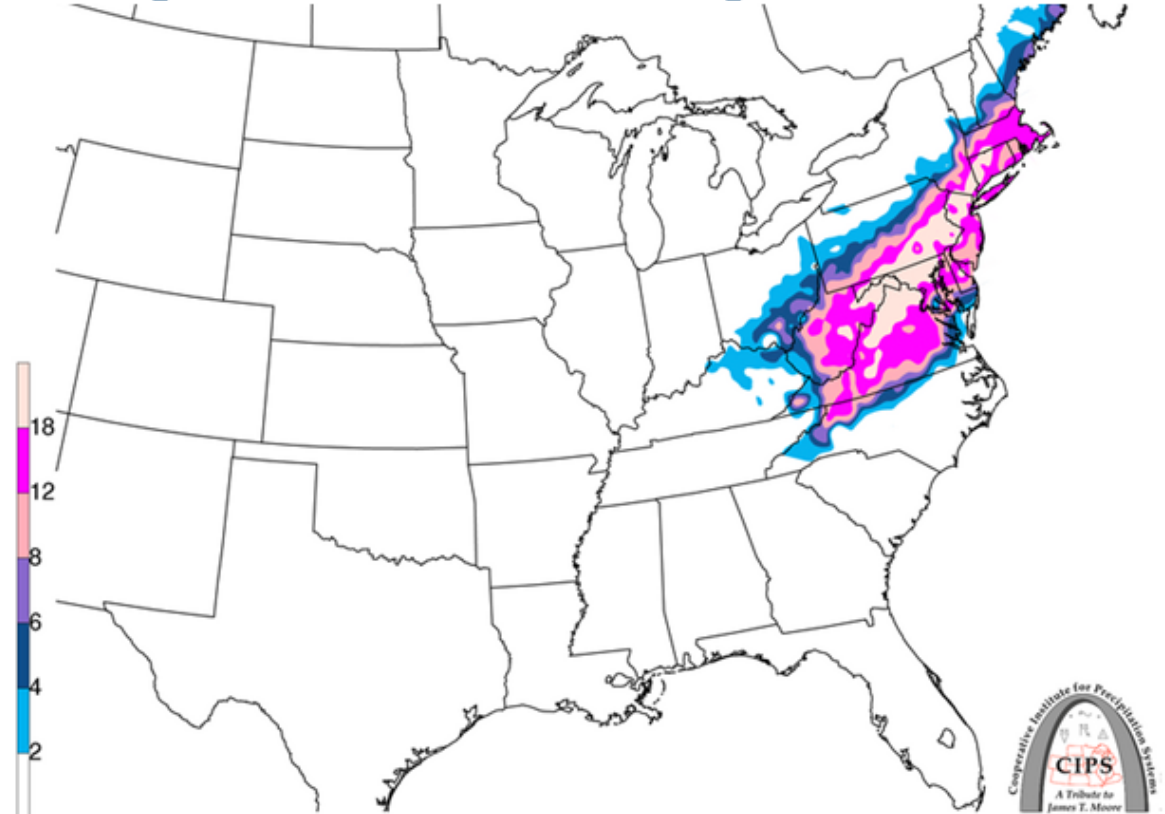 18
12
8
6
4
2
Cooperative Institute for Precipitation Systems
CIPS
A Tribute to
James T. Moore